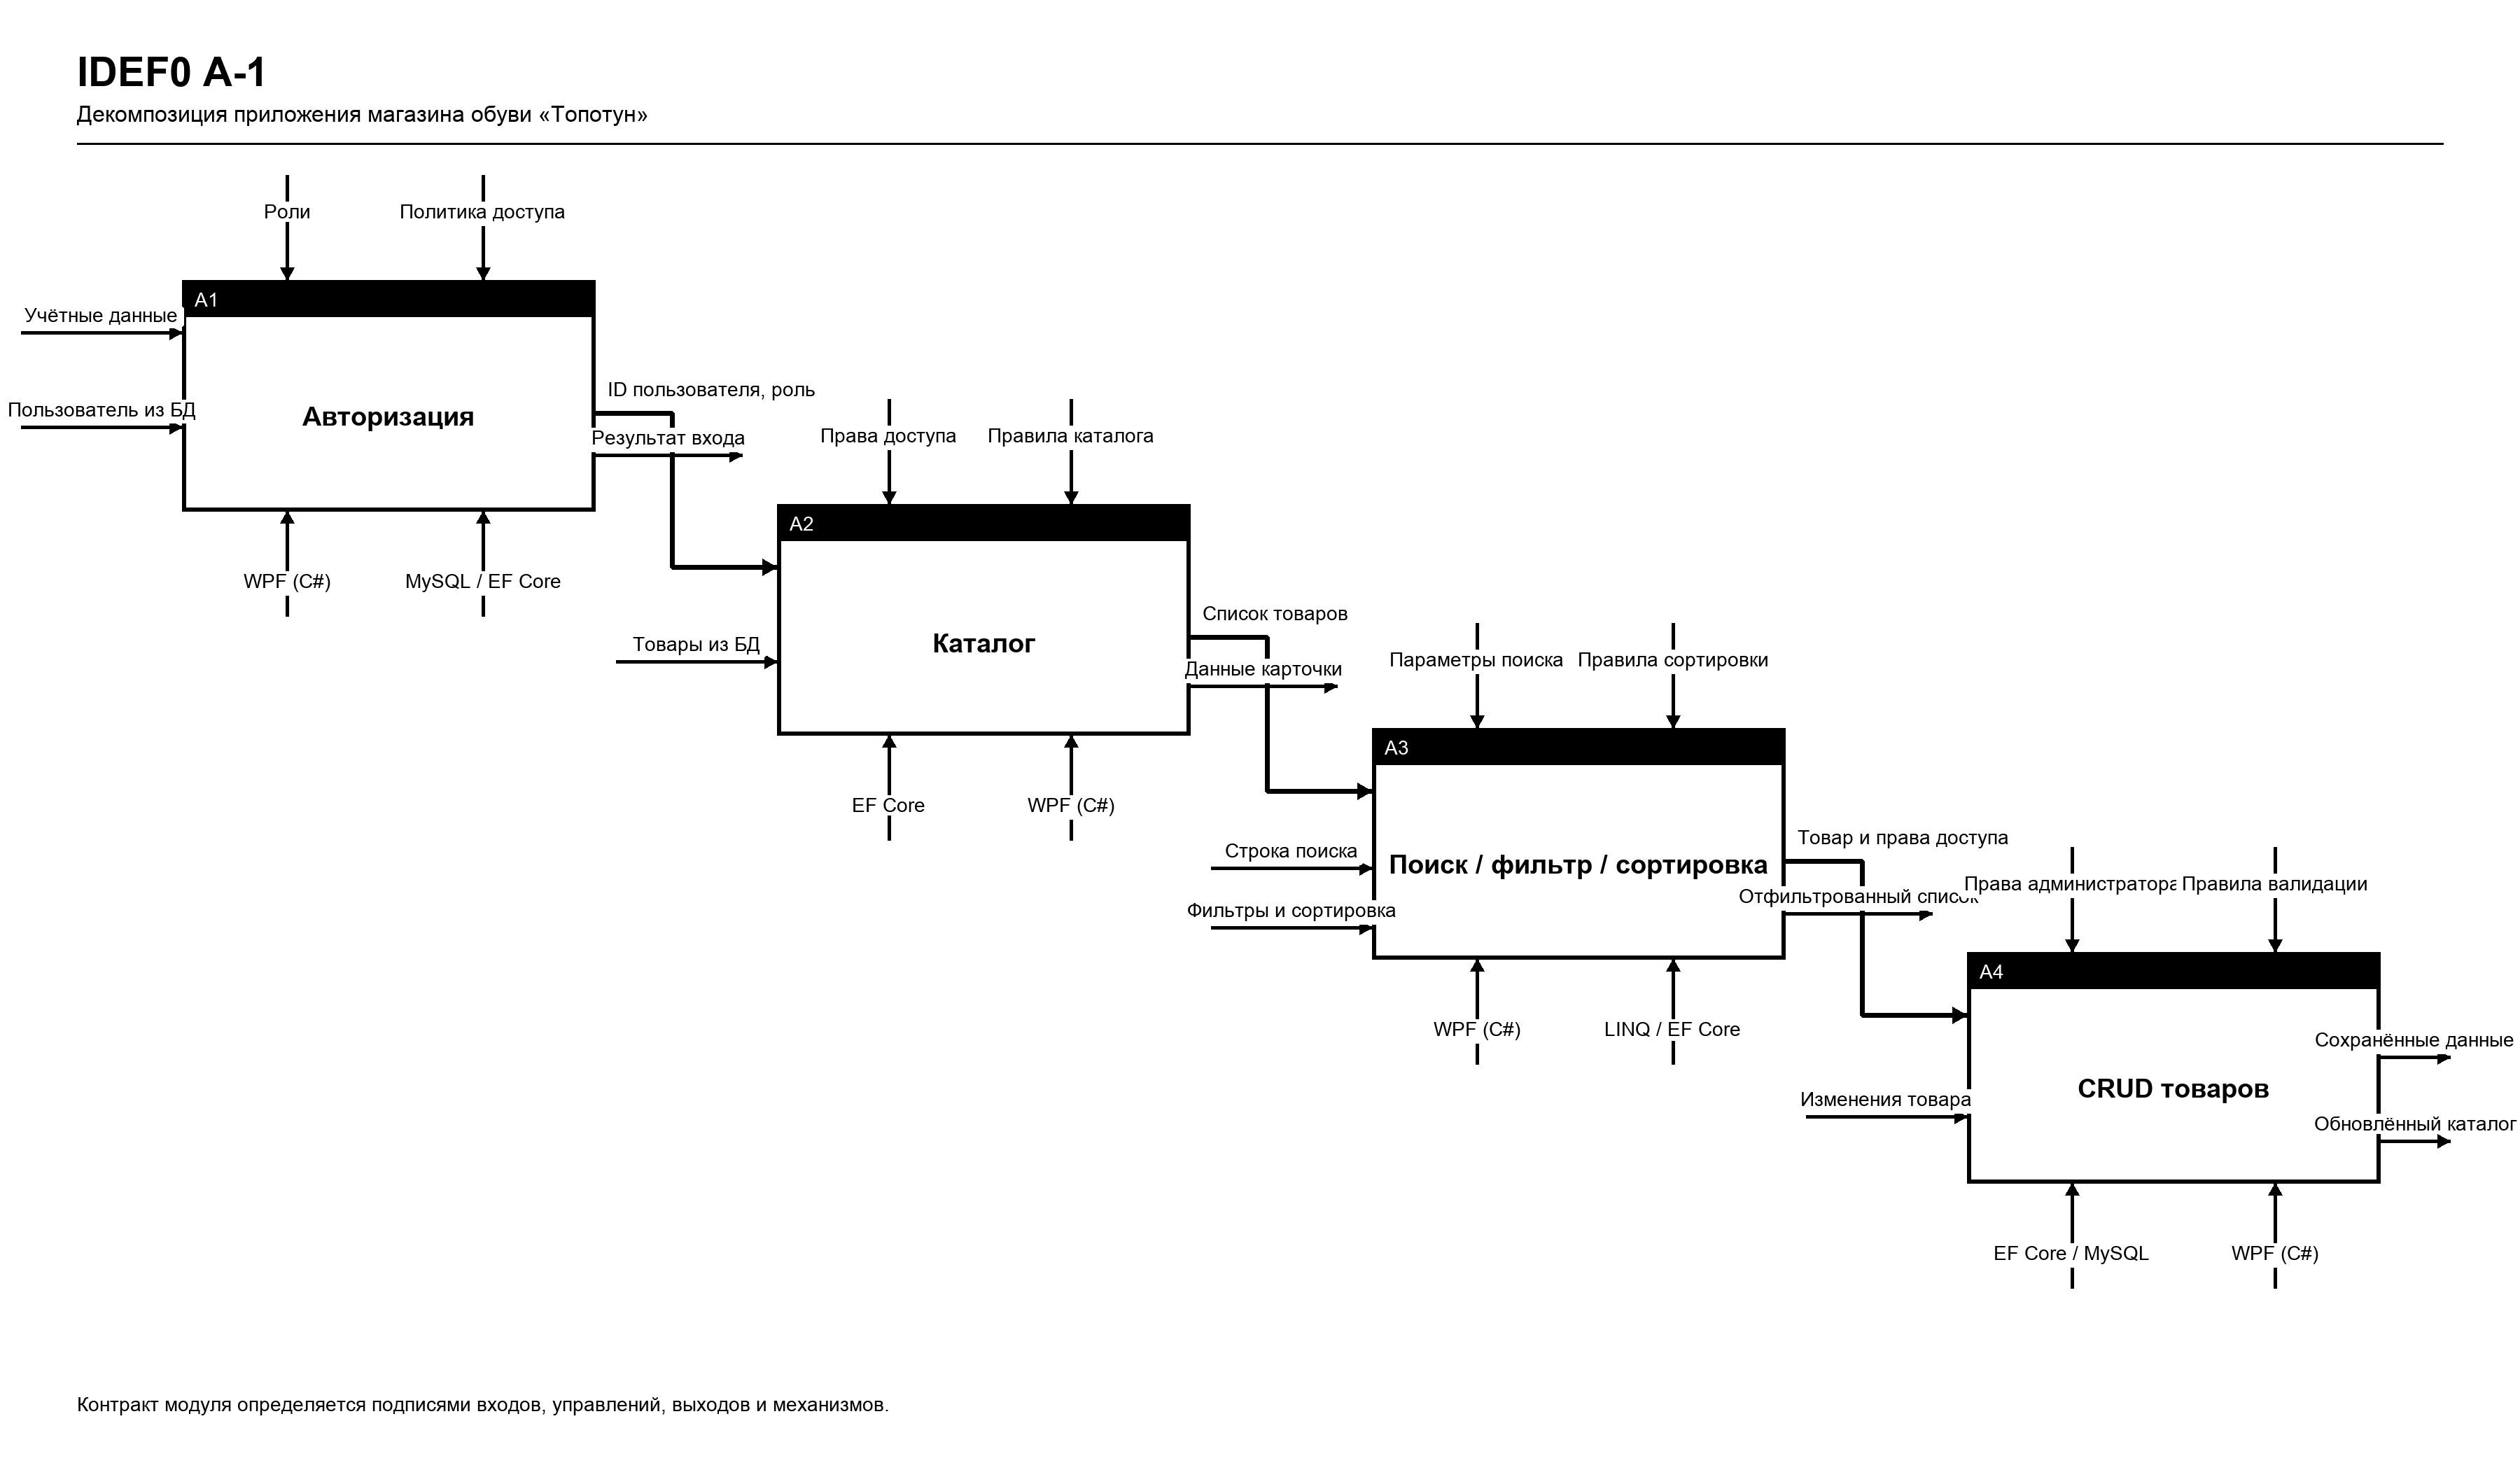 IDEF0 A-1
Декомпозиция приложения магазина обуви «Топотун»
Роли
Политика доступа
A1
Учётные данные
Пользователь из БД
Авторизация
ID пользователя, роль
Результат входа
WPF (C#)
MySQL / EF Core
Права доступа
Правила каталога
A2
Товары из БД
Каталог
Список товаров
Данные карточки
EF Core
WPF (C#)
Параметры поиска
Правила сортировки
A3
Строка поиска
Фильтры и сортировка
Поиск / фильтр / сортировка
Товар и права доступа
Отфильтрованный список
WPF (C#)
LINQ / EF Core
Права администратора
Правила валидации
A4
Изменения товара
CRUD товаров
Сохранённые данные
Обновлённый каталог
EF Core / MySQL
WPF (C#)
Контракт модуля определяется подписями входов, управлений, выходов и механизмов.